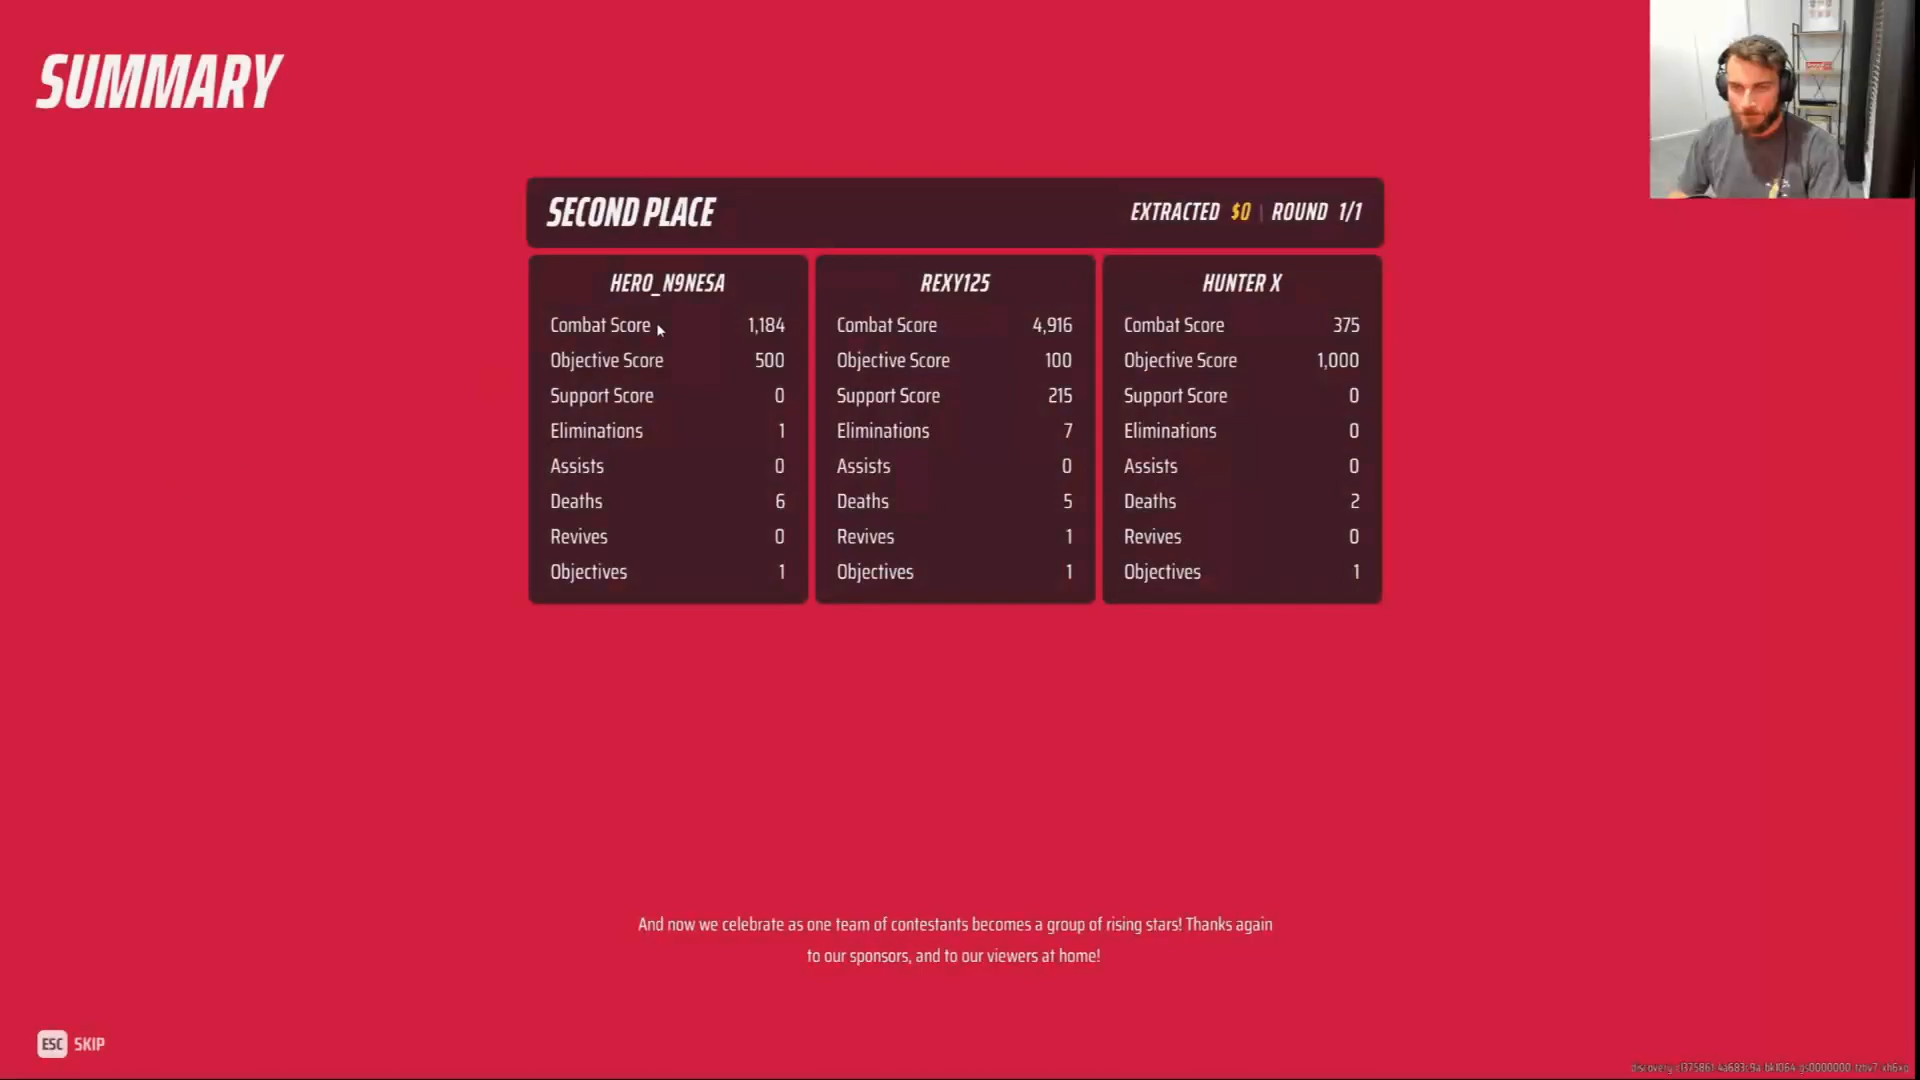 SUMMARY
SECOND PLACE
EXTRACTED $0 | ROUND 1/1
HERO_N9NESA
Combat Score 1,184
Objective Score 500
Support Score 0
Eliminations 1
Assists 0
Deaths 6
Revives 0
Objectives 1
REXY125
Combat Score 4,916
Objective Score 100
Support Score 215
Eliminations 7
Assists 0
Deaths 5
Revives 1
Objectives 1
HUNTER X
Combat Score 375
Objective Score 1,000
Support Score 0
Eliminations 0
Assists 0
Deaths 2
Revives 0
Objectives 1
And now we celebrate as one team of contestants becomes a group of rising stars! Thanks again
to our sponsors, and to our viewers at home!
ESC SKIP